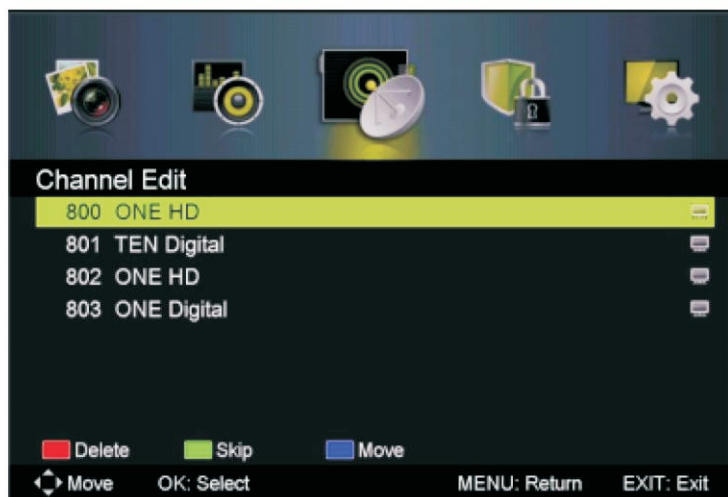 Channel Edit
800 ONE HD
801 TEN Digital
802 ONE HD
803 ONE Digital
Delete Skip Move
Move OK: Select MENU: Return EXIT: Exit